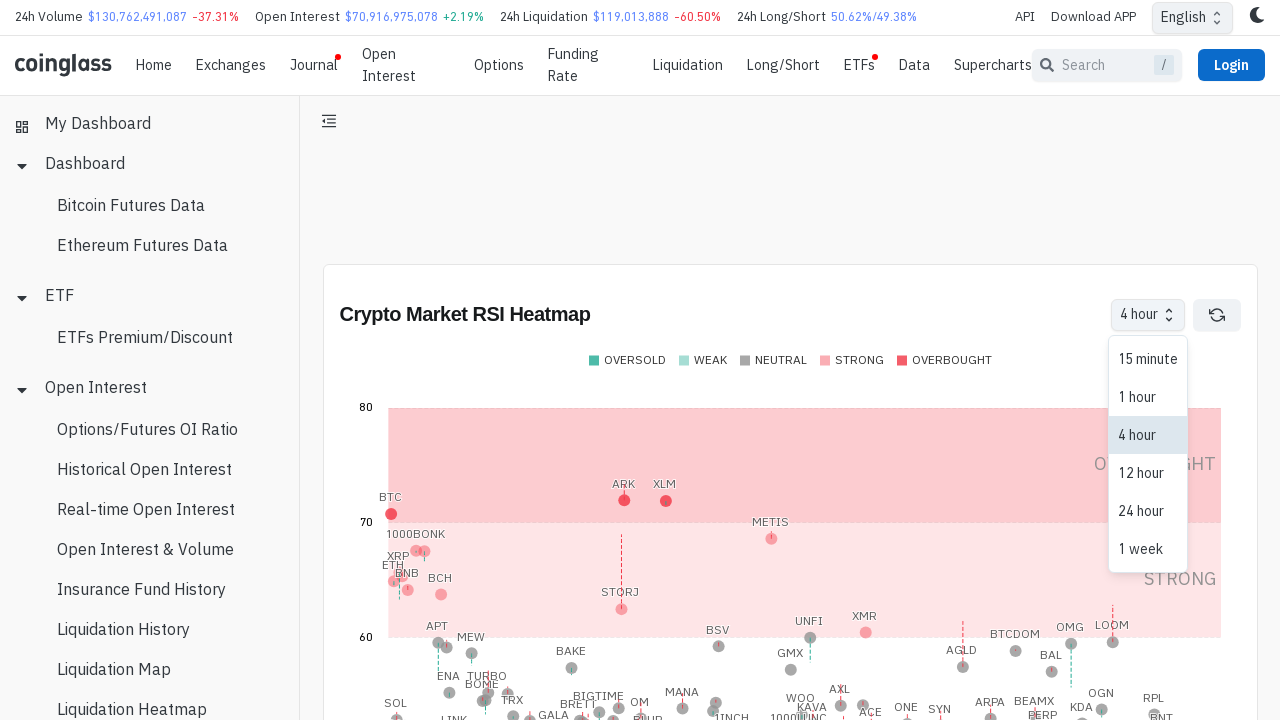 24h Volume $130,762,491,087 -37.31% Open Interest $70,916,975,078 +2.19% 24h Liquidation $119,013,888 -60.50% 24h Long/Short 50.62%/49.38% API Download APP English
coinglass Home Exchanges Journal Open Interest Options Funding Rate Liquidation Long/Short ETFs Data Supercharts Search / Login
My Dashboard
Dashboard
Bitcoin Futures Data
Ethereum Futures Data
ETF
ETFs Premium/Discount
Open Interest
Options/Futures OI Ratio
Historical Open Interest
Real-time Open Interest
Open Interest & Volume
Insurance Fund History
Liquidation History
Liquidation Map
Liquidation Heatmap
Crypto Market RSI Heatmap 4 hour
OVERSOLD WEAK NEUTRAL STRONG OVERBOUGHT
15 minute
1 hour
4 hour
12 hour
24 hour
1 week
80
BTC ARK XLM
70 METIS
1000BONK
XRP
ETH BNB BCH STRONG
STORJ
60 APT MEW BSV UNFI XMR BTCDOM OMG LOOM
BAKE GMX AGLD BAL
ENA TURBO
BOME
SOL TRX BIGTIME OM MANA WOO AXL ONE ARPA BEAMX OGN RPL
BRETT KAVA ACE SYN KDA
GALA